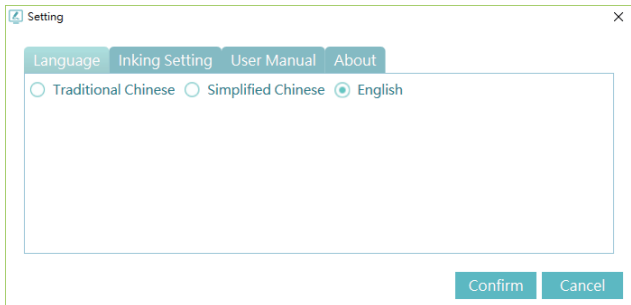 Setting
Language Inking Setting User Manual About
Traditional Chinese Simplified Chinese English
Confirm Cancel